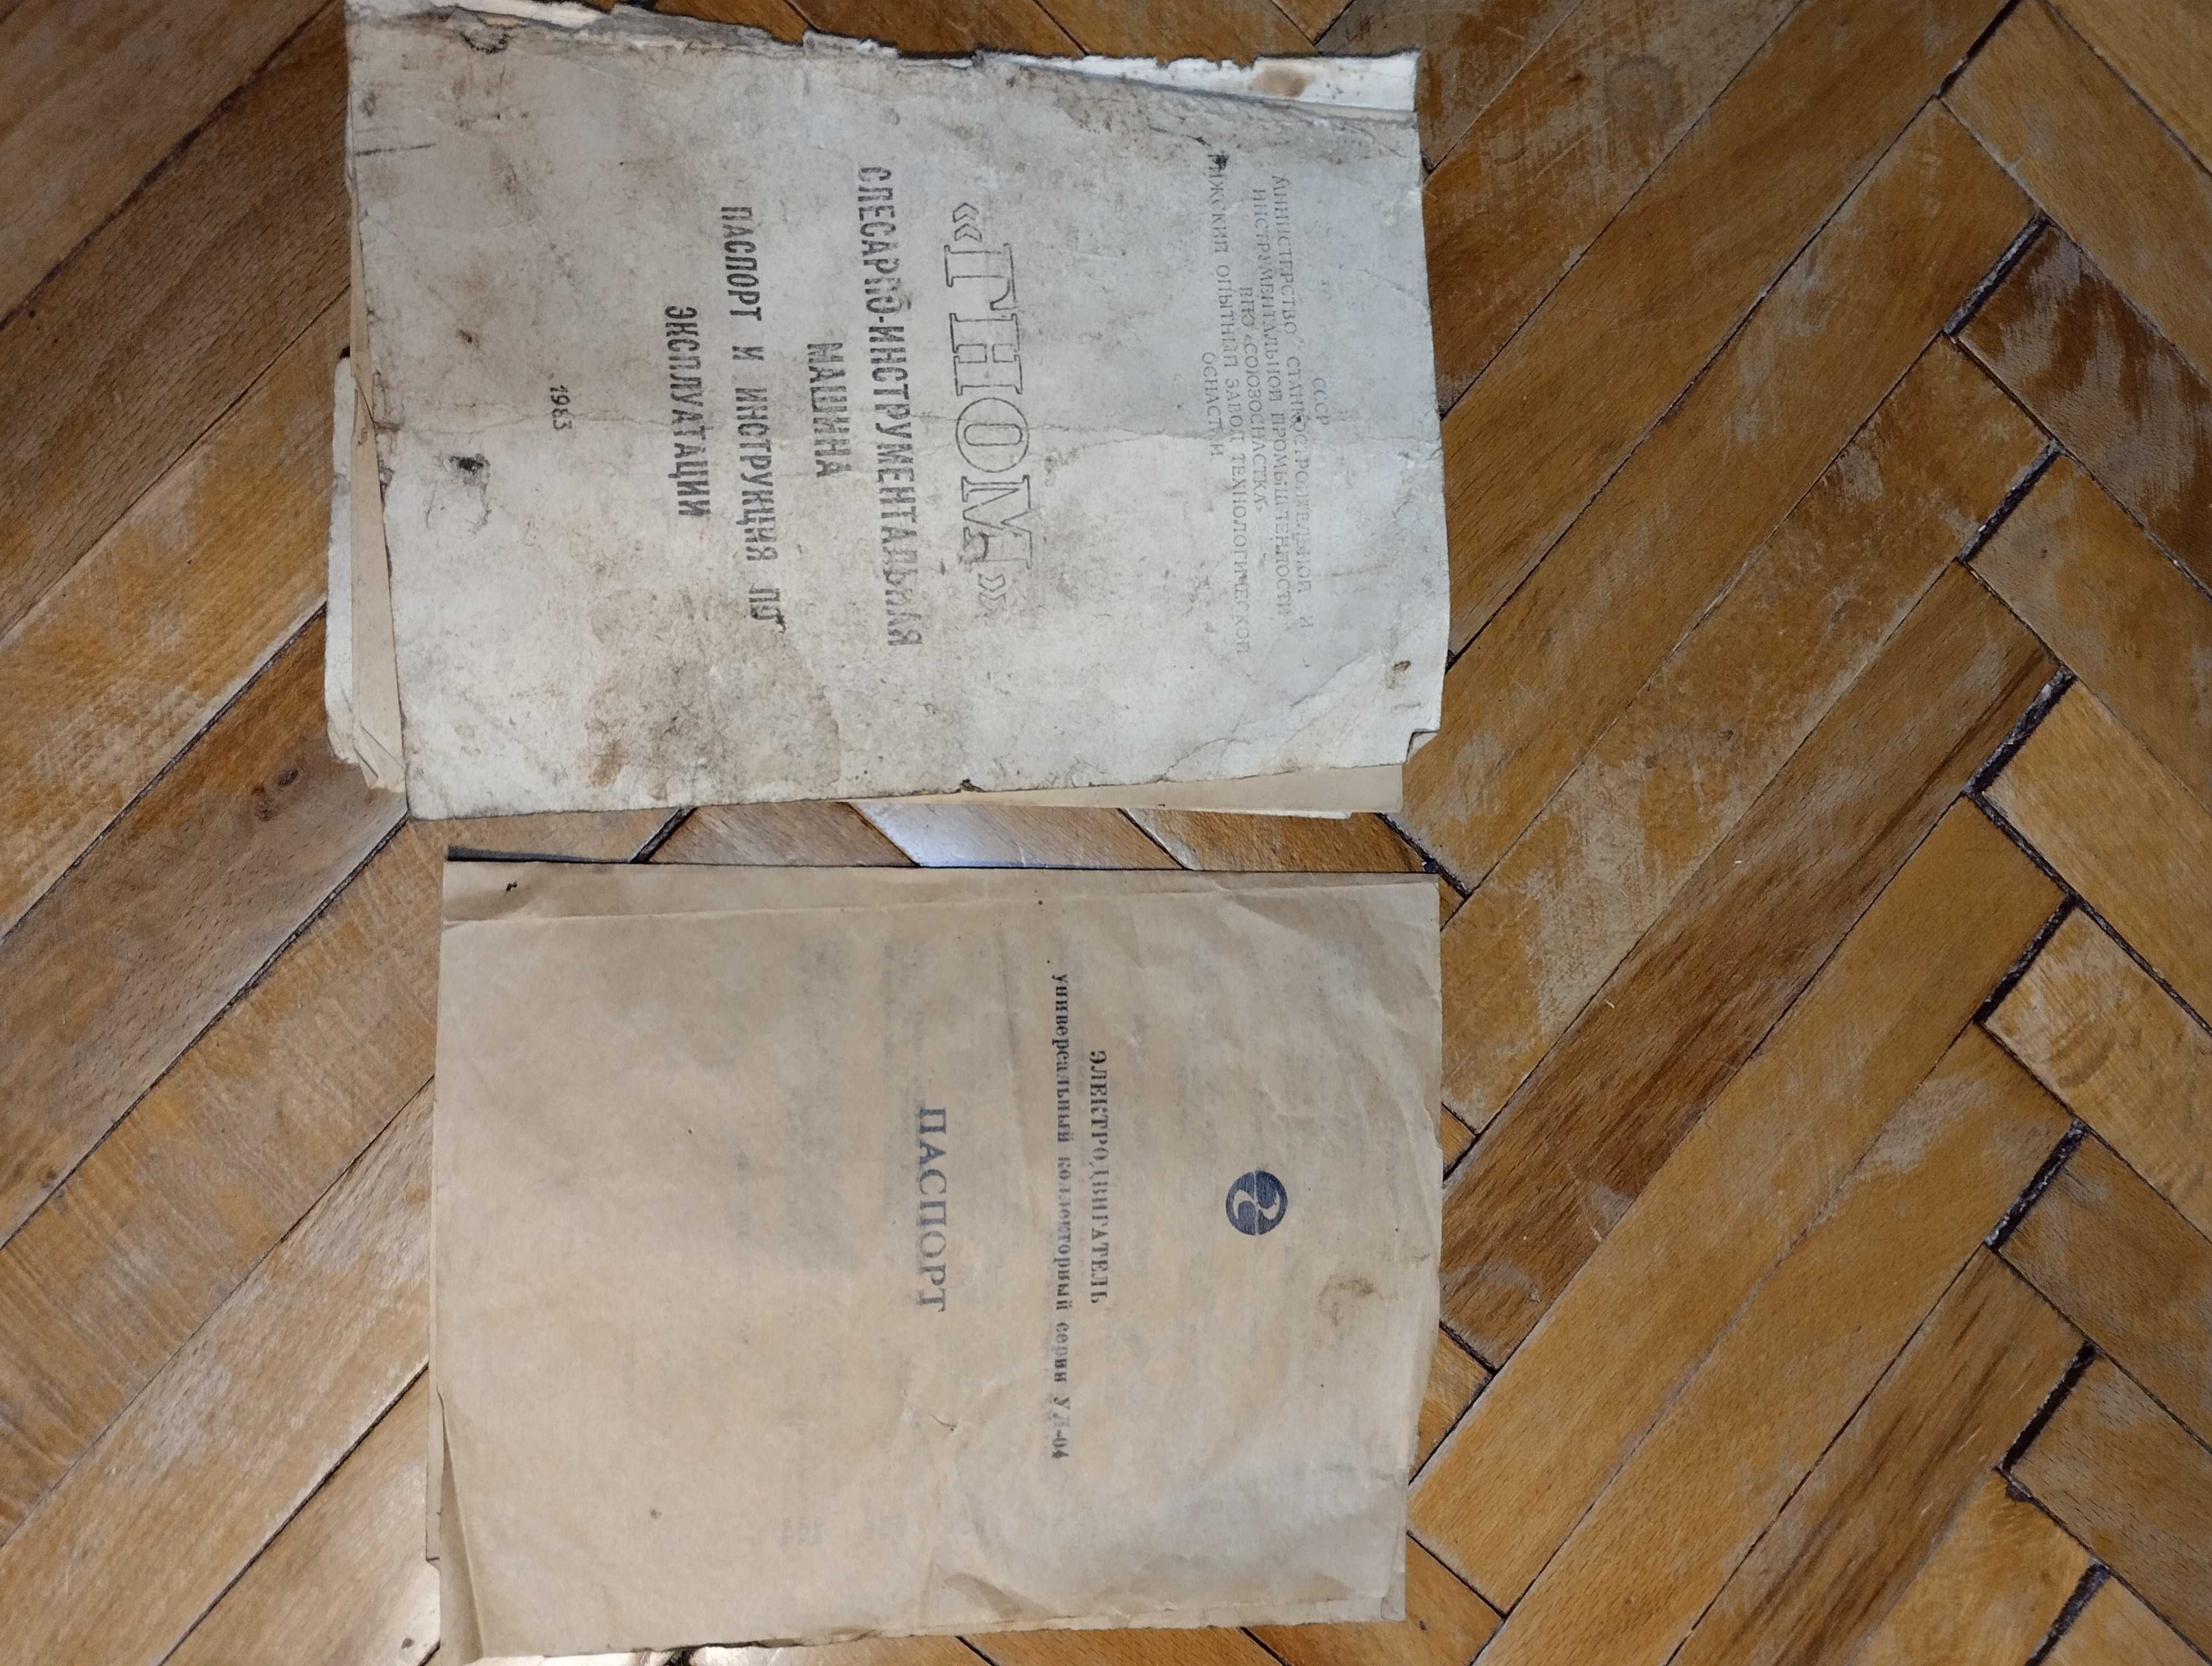 СССР
МИНИСТЕРСТВО СТАНКОСТРОИТЕЛЬНОЙ И
ИНСТРУМЕНТАЛЬНОЙ ПРОМЫШЛЕННОСТИ
ВПО «СОЮЗОСНАСТКА»
РИЖСКИЙ ОПЫТНЫЙ ЗАВОД ТЕХНОЛОГИЧЕСКОЙ
ОСНАСТКИ
«ГНОМ»
СЛЕСАРНО-ИНСТРУМЕНТАЛЬНАЯ
МАШИНА
ПАСПОРТ И ИНСТРУКЦИЯ ПО
ЭКСПЛУАТАЦИИ
1983
ЭЛЕКТРОДВИГАТЕЛЬ
универсальный коллекторный серии УЛ-04
ПАСПОРТ